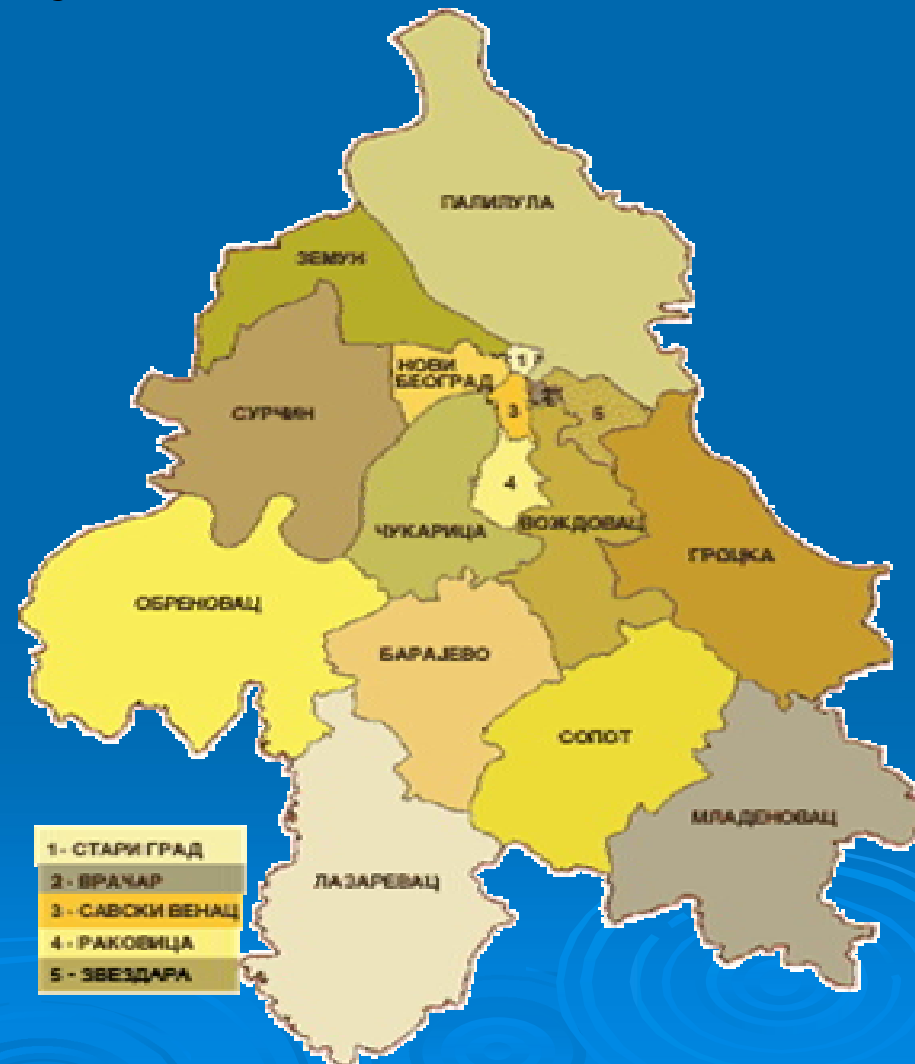 ПАЛИЛУЛА
ЗЕМУН
НОВИ
БЕОГРАД
1
СУРЧИН
3
5
4
ЧУКАРИЦА
ВОЖДОВАЦ
ГРОЦКА
ОБРЕНОВАЦ
БАРАЈЕВО
СОПОТ
МЛАДЕНОВАЦ
ЛАЗАРЕВАЦ
1 - СТАРИ ГРАД
2 - ВРАЧАР
3 - САВСКИ ВЕНАЦ
4 - РАКОВИЦА
5 - ЗВЕЗДАРА